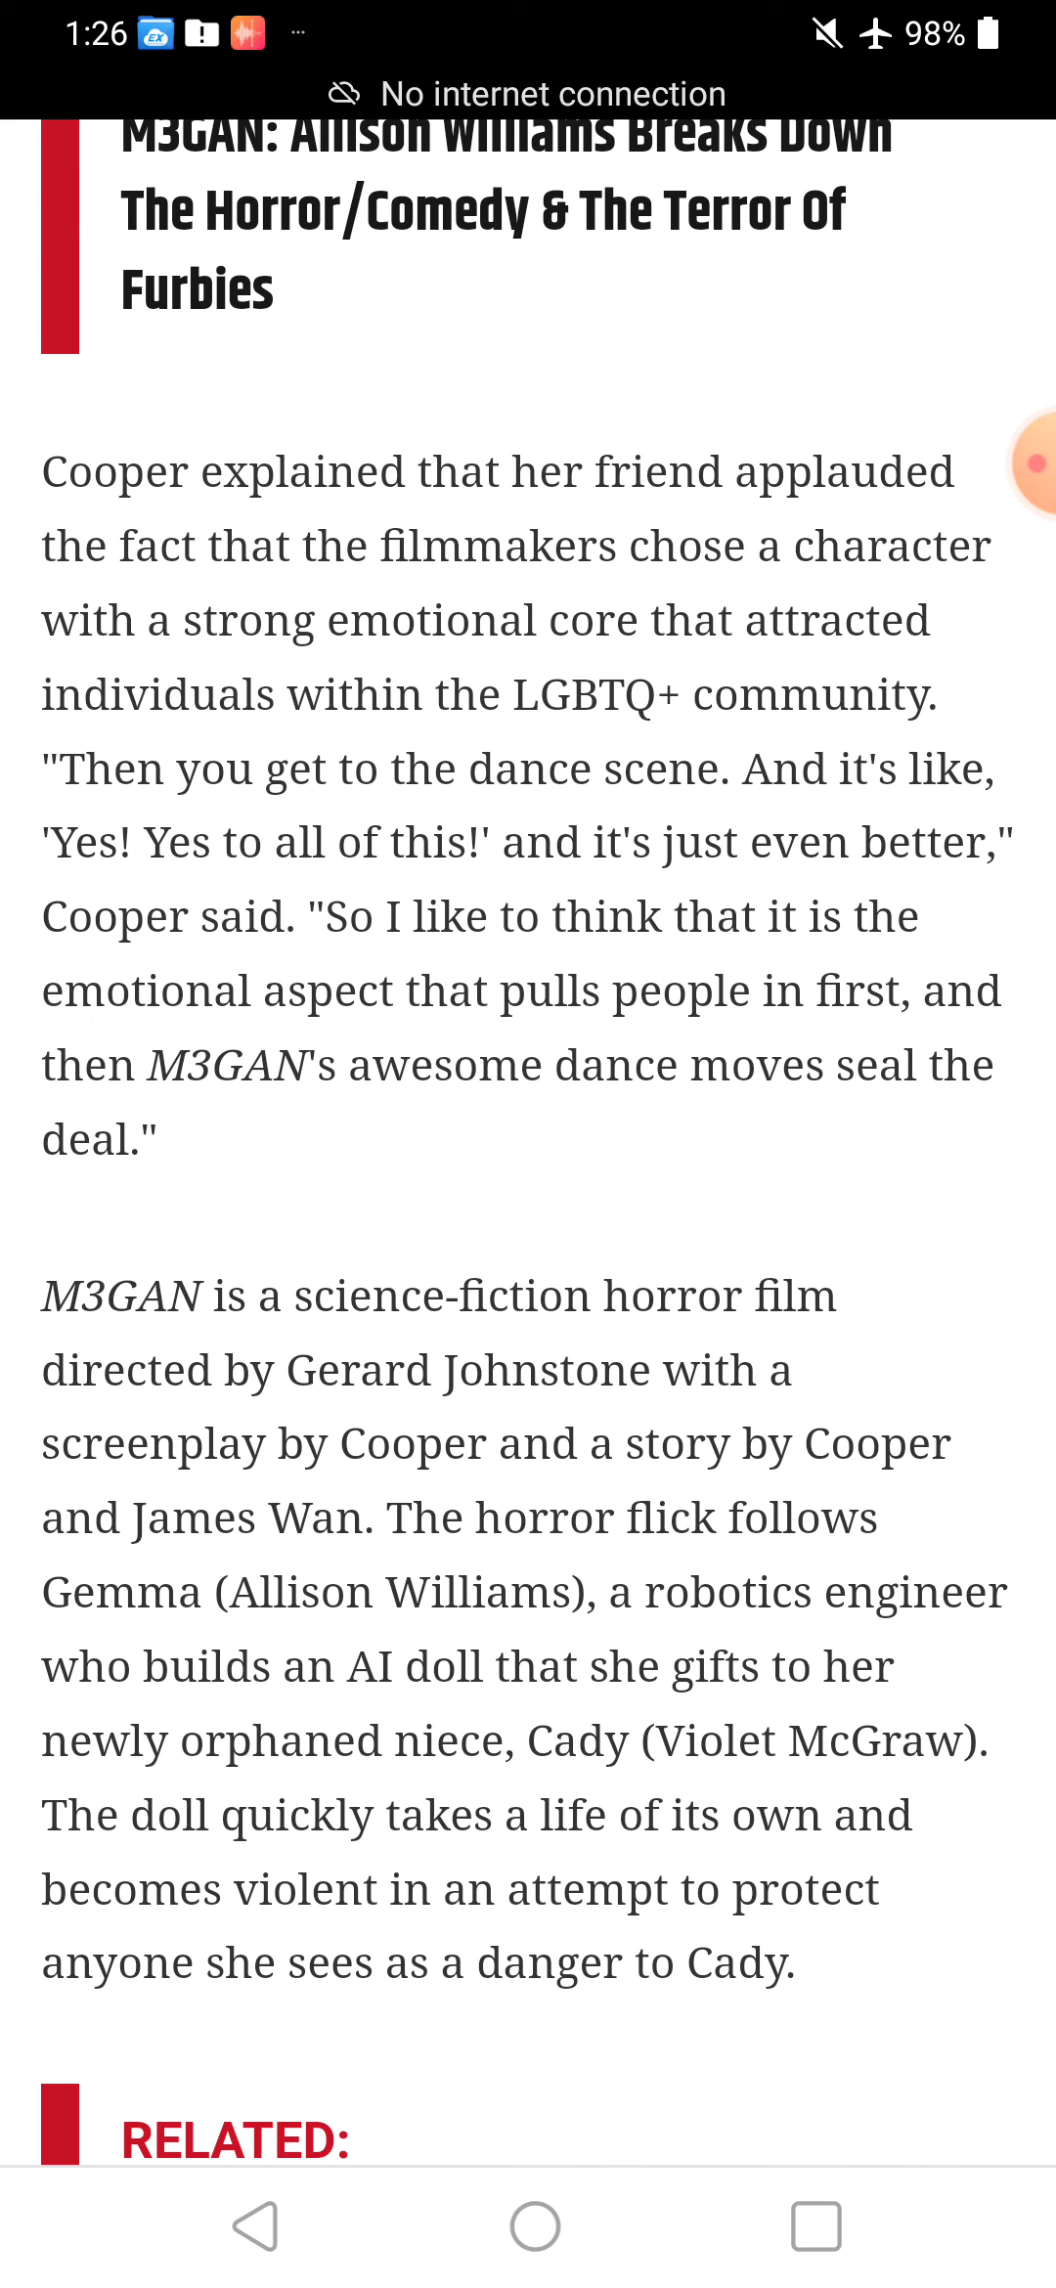 1:26 EX ! ... 98%
No internet connection
M3GAN: Allison Williams Breaks Down
The Horror/Comedy & The Terror Of
Furbies
Cooper explained that her friend applauded
the fact that the filmmakers chose a character
with a strong emotional core that attracted
individuals within the LGBTQ+ community.
"Then you get to the dance scene. And it's like,
'Yes! Yes to all of this!' and it's just even better,"
Cooper said. "So I like to think that it is the
emotional aspect that pulls people in first, and
then M3GAN's awesome dance moves seal the
deal."
M3GAN is a science-fiction horror film
directed by Gerard Johnstone with a
screenplay by Cooper and a story by Cooper
and James Wan. The horror flick follows
Gemma (Allison Williams), a robotics engineer
who builds an AI doll that she gifts to her
newly orphaned niece, Cady (Violet McGraw).
The doll quickly takes a life of its own and
becomes violent in an attempt to protect
anyone she sees as a danger to Cady.
RELATED: